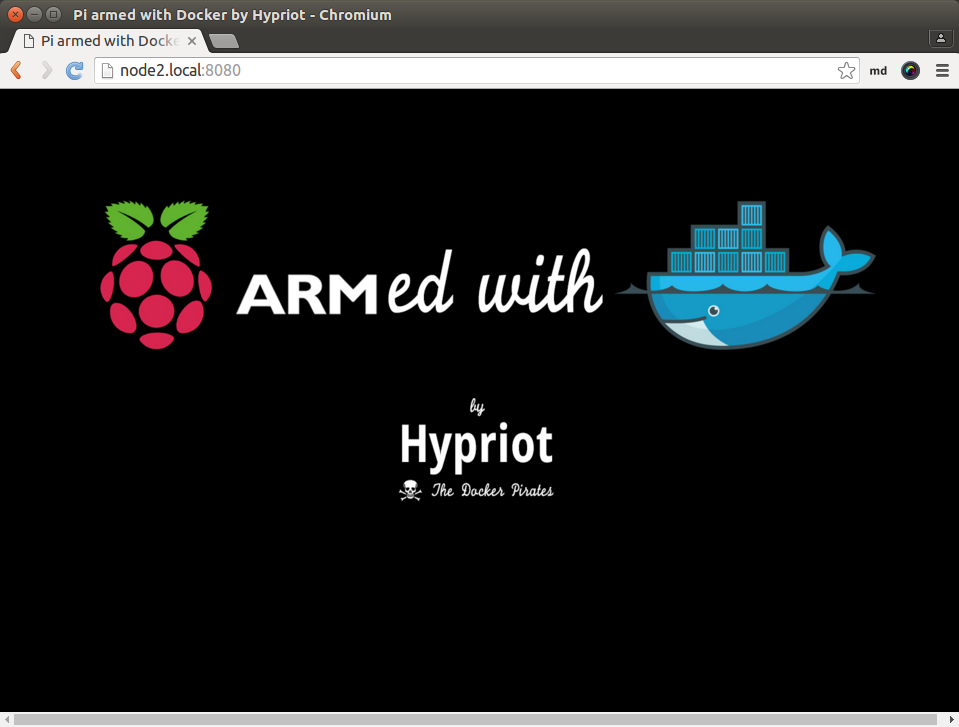 Pi armed with Docker by Hypriot - Chromium
Pi armed with Docke
node2.local:8080
md
ARMed with
by
Hypriot
The Docker Pirates